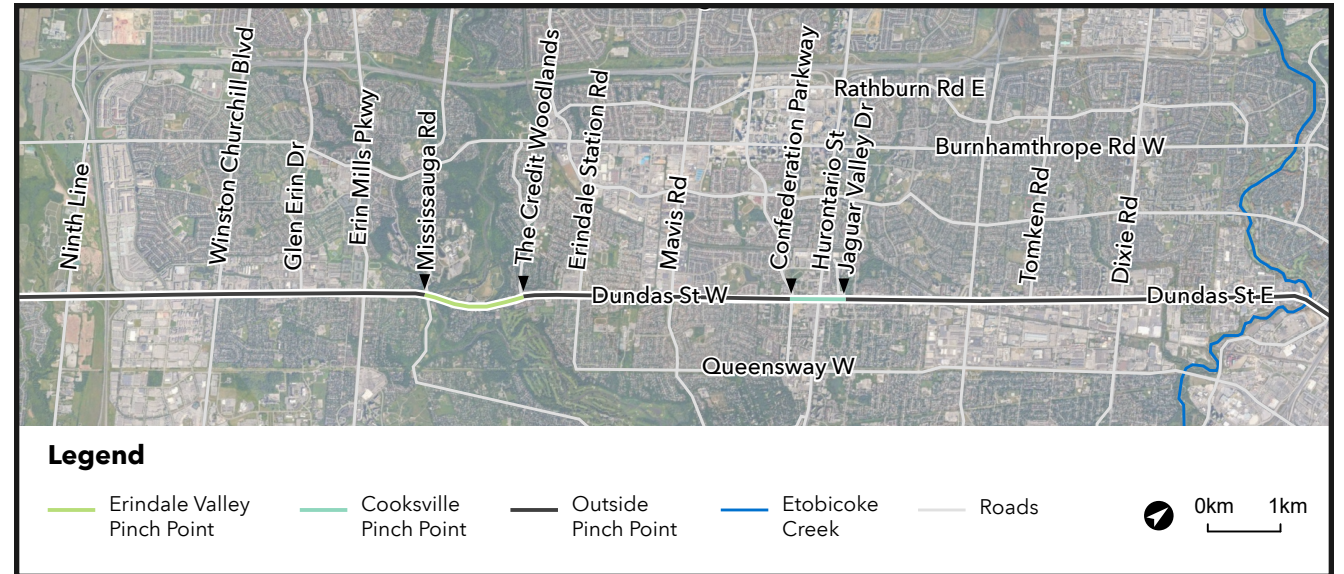 Ninth Line
Winston Churchill Blvd
Glen Erin Dr
Erin Mills Pkwy
Mississauga Rd
The Credit Woodlands
Erindale Station Rd
Mavis Rd
Confederation Parkway
Hurontario St
Jaguar Valley Dr
Rathburn Rd E
Burnhamthrope Rd W
Tomken Rd
Dixie Rd
Dundas St W
Dundas St E
Queensway W
Legend
Erindale Valley
Pinch Point
Cooksville
Pinch Point
Outside
Pinch Point
Etobicoke
Creek
Roads
0km 1km